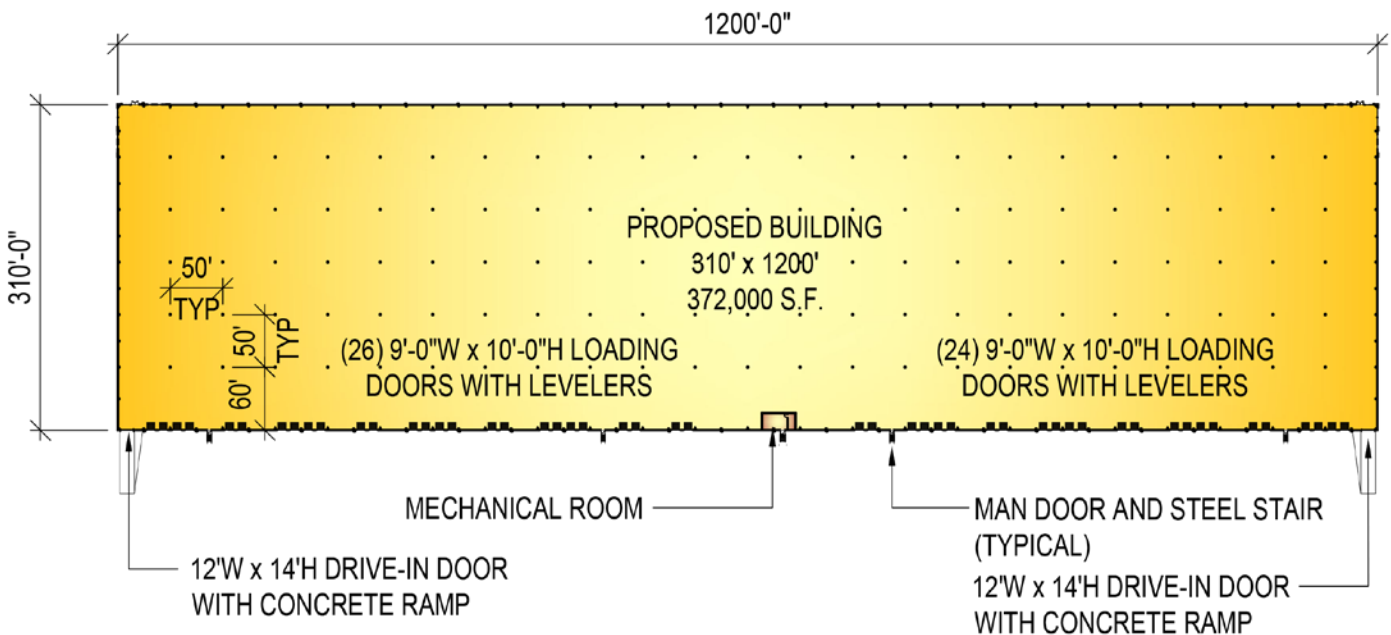 1200'-0"
310'-0"
PROPOSED BUILDING
310' x 1200'
372,000 S.F.
50'
TYP
50'
TYP
60'
(26) 9'-0"W x 10'-0"H LOADING
DOORS WITH LEVELERS
(24) 9'-0"W x 10'-0"H LOADING
DOORS WITH LEVELERS
MECHANICAL ROOM
MAN DOOR AND STEEL STAIR
(TYPICAL)
12'W x 14'H DRIVE-IN DOOR
WITH CONCRETE RAMP
12'W x 14'H DRIVE-IN DOOR
WITH CONCRETE RAMP